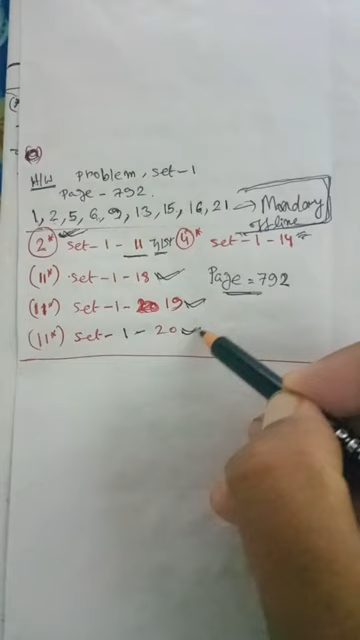 H/W Problem, set-1
Page - 792.
1, 2, 5, 6, 9, 13, 15, 16, 21 → Monday
offline
2* set-1 - 11 4* set-1-14
(11*) set-1-18
Page = 792
(11*) set-1- 19
(11*) set-1-20